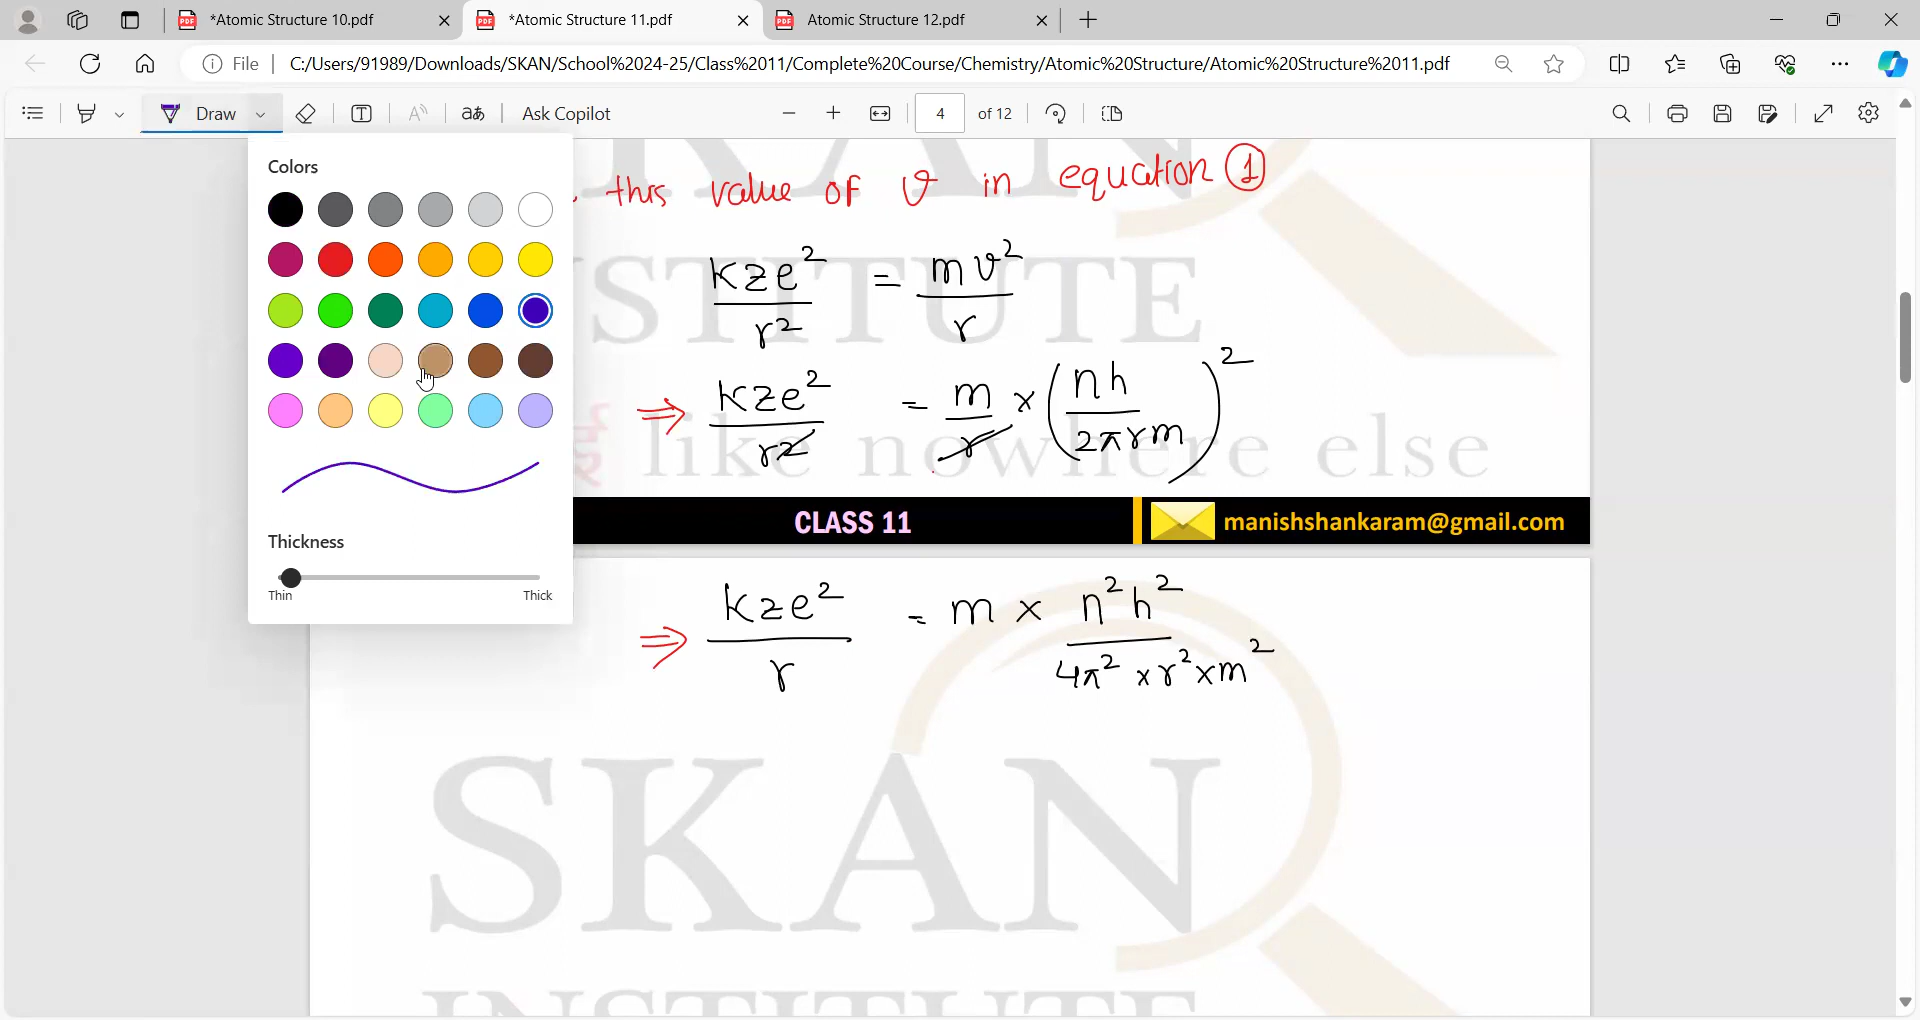 *Atomic Structure 10.pdf
*Atomic Structure 11.pdf
Atomic Structure 12.pdf
File
C:/Users/91989/Downloads/SKAN/School%2024-25/Class%2011/Complete%20Course/Chemistry/Atomic%20Structure/Atomic%20Structure%2011.pdf
Draw
Ask Copilot
4 of 12
Colors
Thickness
Thin
Thick
this value of v in equation ①
kze²/r² = mv²/r
⇒ kze²/r2 = m/r × (nh/2πrm)²
SKAN
INSTITUTE
like nowhere else
CLASS 11
manishshankaram@gmail.com
⇒ kze²/r = m × n²h²/4π² × r² × m²
SKAN
INSTITUTE